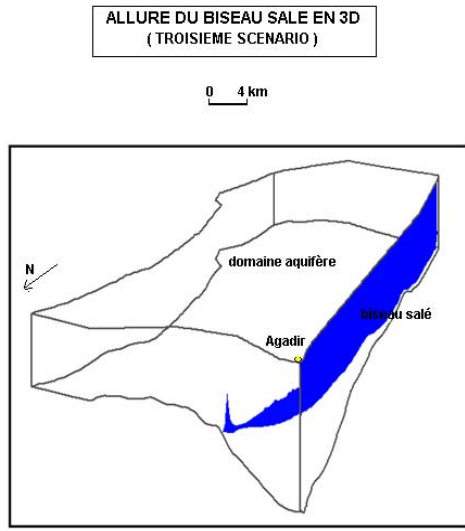 ALLURE DU BISEAU SALE EN 3D
( TROISIEME SCENARIO )
0 4 km
N
domaine aquifère
biseau salé
Agadir